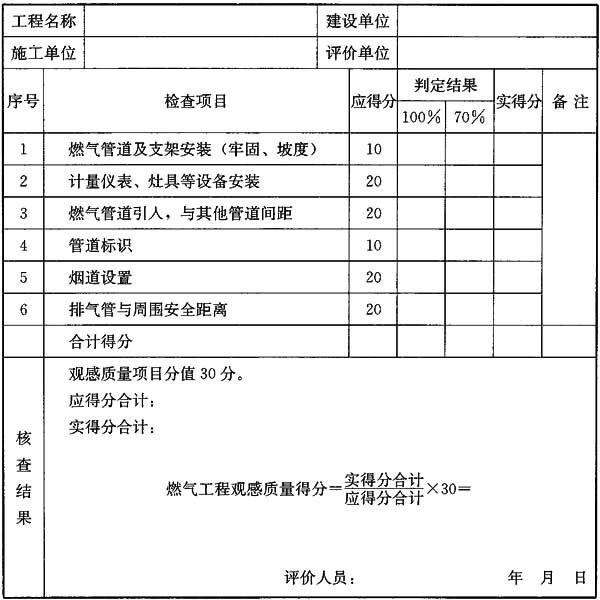 工程名称 建设单位
施工单位 评价单位
序号 检查项目 应得分 判定结果 实得分 备注
100% 70%
1 燃气管道及支架安装（牢固、坡度） 10
2 计量仪表、灶具等设备安装 20
3 燃气管道引人，与其他管道间距 20
4 管道标识 10
5 烟道设置 20
6 排气管与周围安全距离 20
合计得分
核查结果
观感质量项目分值30分。
应得分合计：
实得分合计：
燃气工程观感质量得分=实得分合计/应得分合计×30=
评价人员： 年 月 日